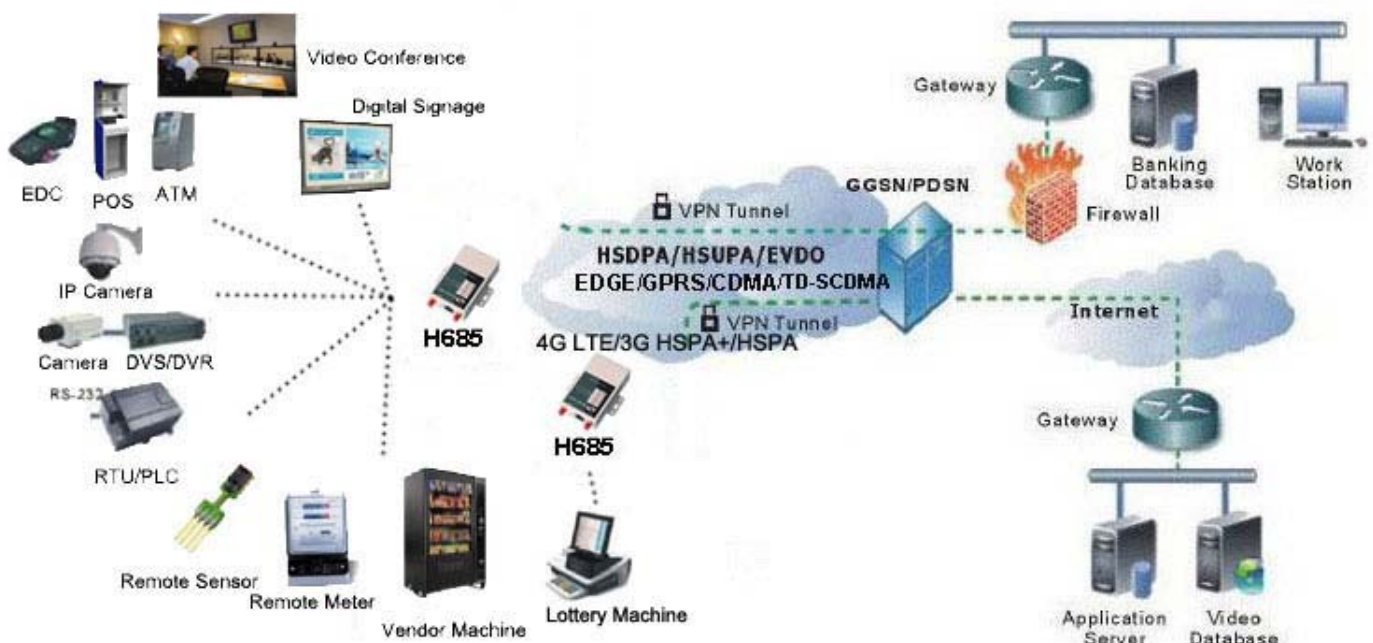 Video Conference
Digital Signage
EDC
POS
ATM
IP Camera
Camera
DVS/DVR
RS-232
RTU/PLC
Remote Sensor
Remote Meter
Vendor Machine
Lottery Machine
H685
H685
VPN Tunnel
HSDPA/HSUPA/EVDO
EDGE/GPRS/CDMA/TD-SCDMA
VPN Tunnel
4G LTE/3G HSPA+/HSPA
GGSN/PDSN
Gateway
Firewall
Banking
Database
Work
Station
Internet
Gateway
Application
Server
Video
Database